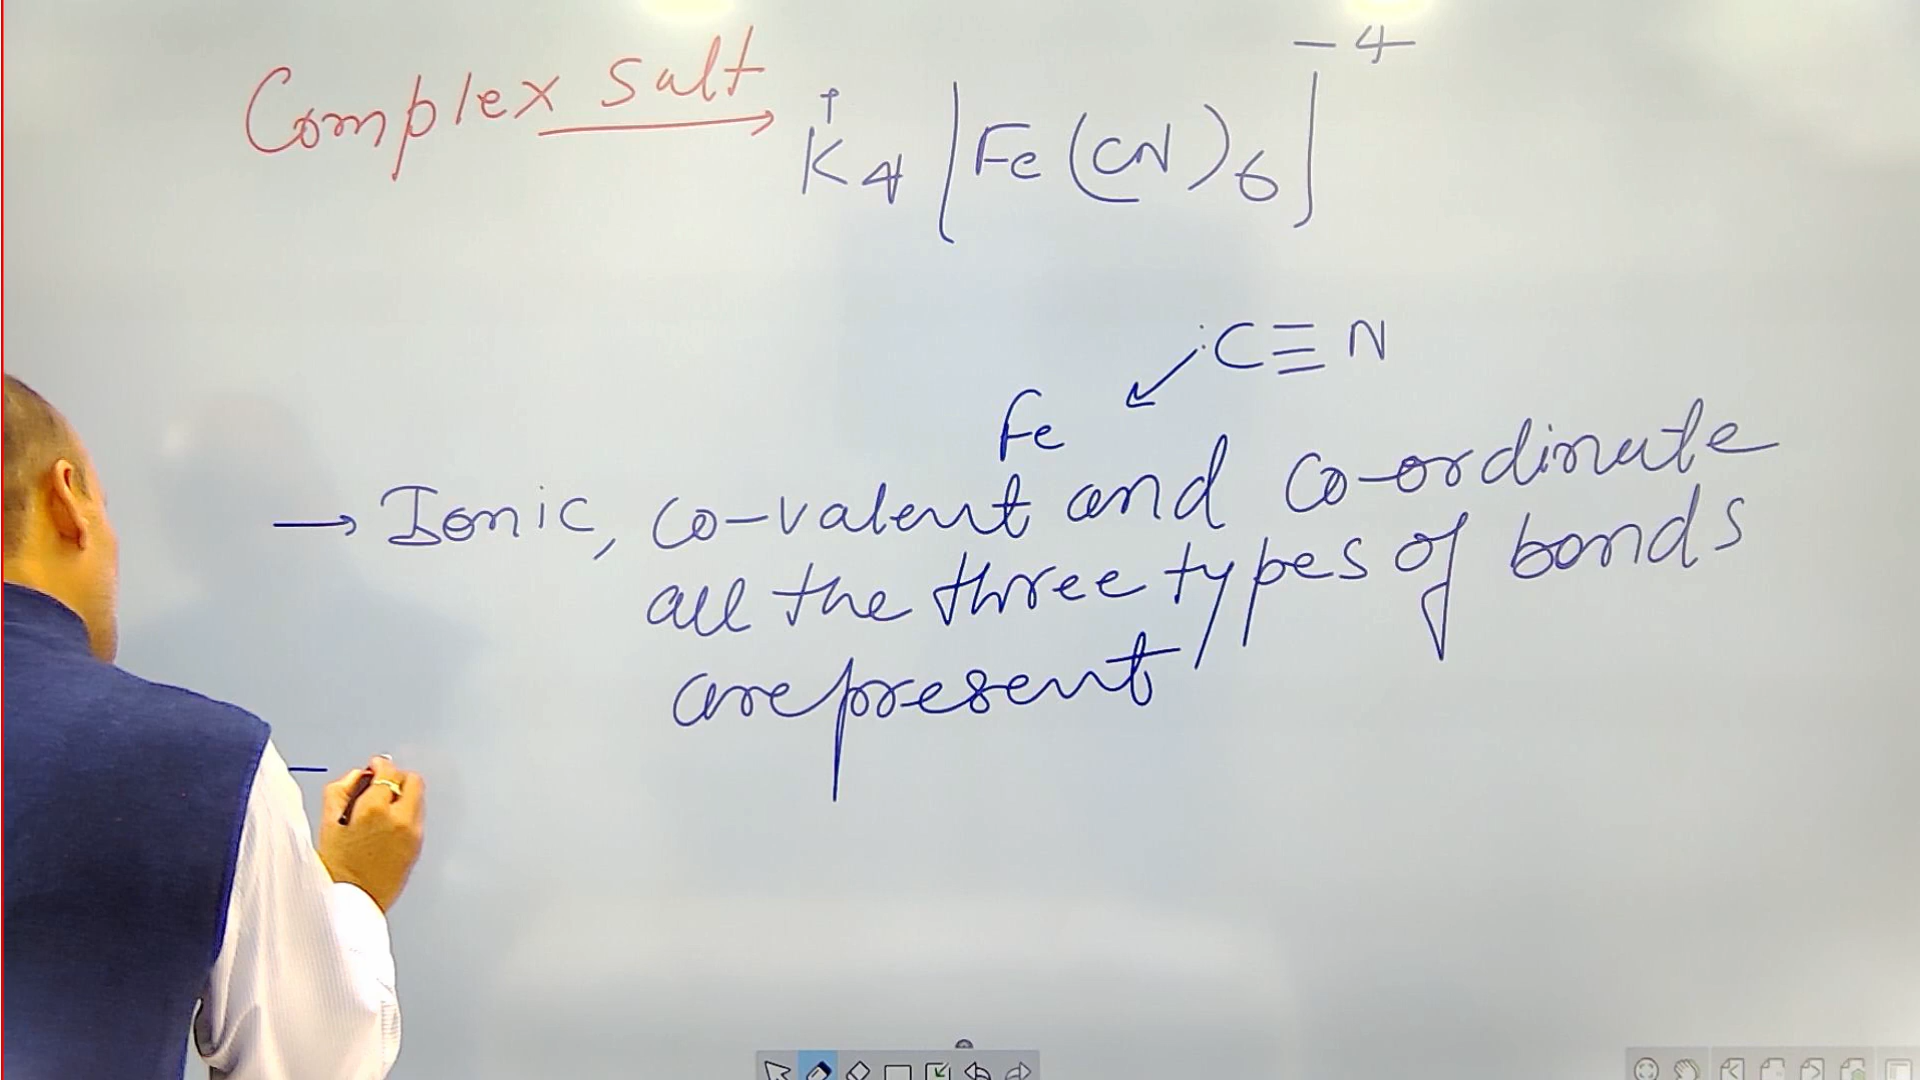 Complex salt → K₄⁺[Fe(CN)₆]⁻⁴
:C≡N
Fe
→ Ionic, co-valent and co-ordinate
all the three types of bonds
are present